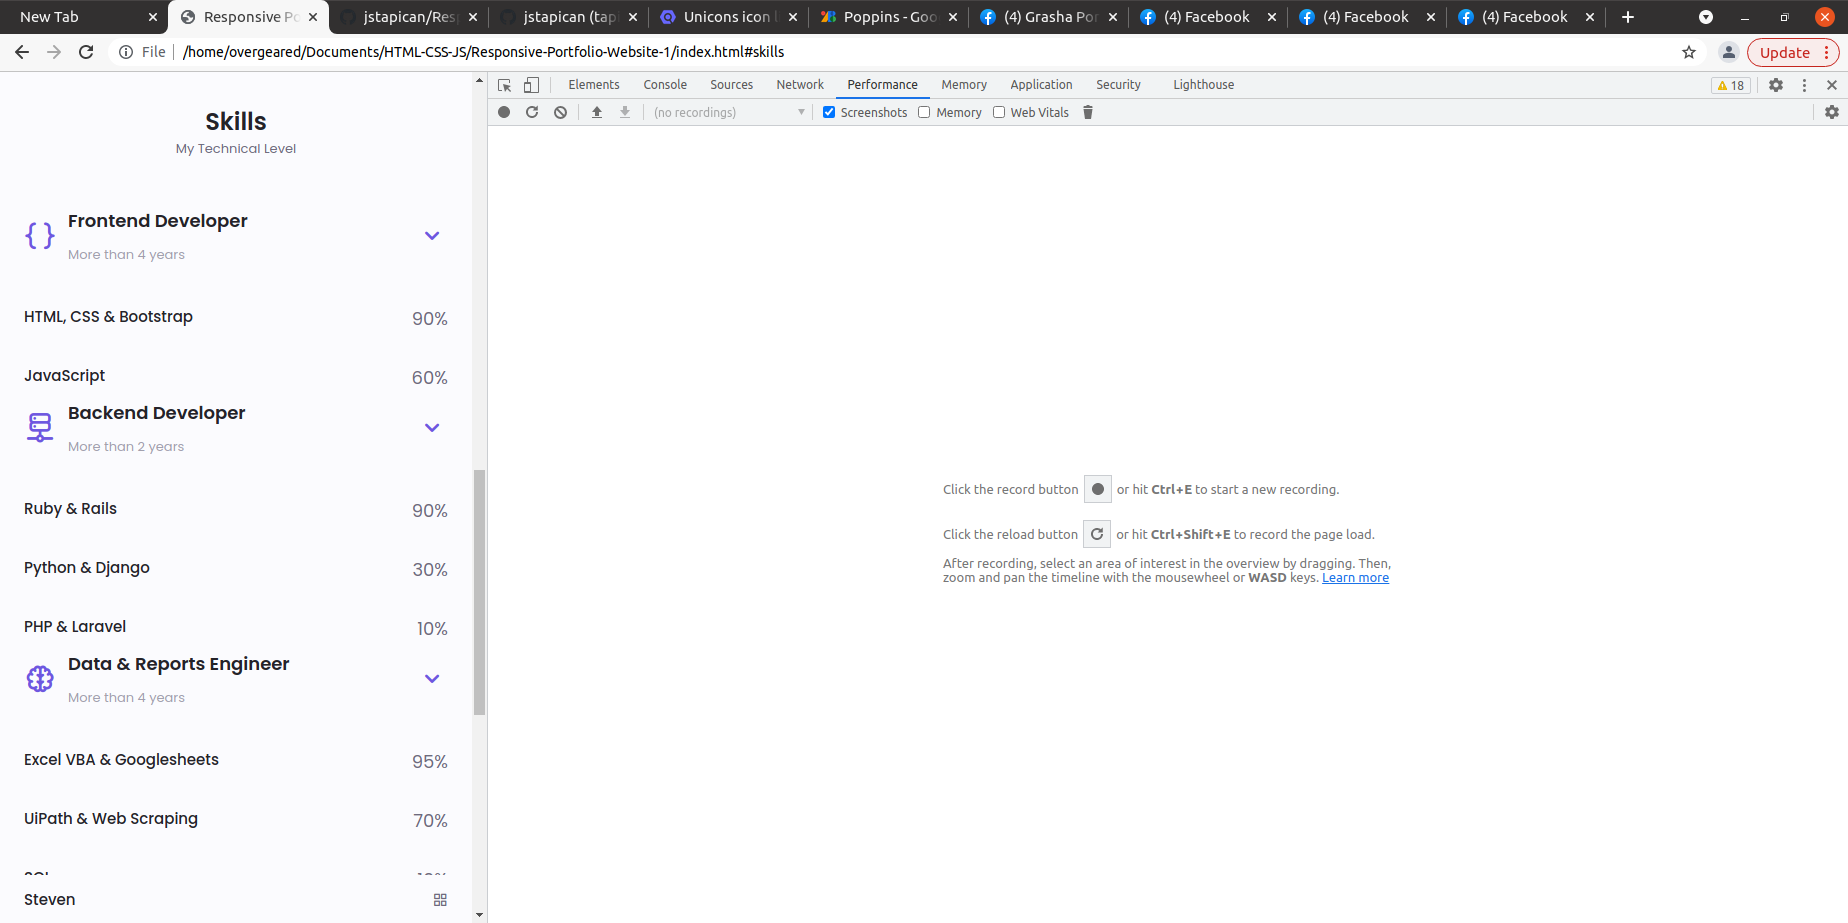 New Tab
Responsive Po
jstapican/Resp
jstapican (tap
Unicons icon l
Poppins - Goo
(4) Grasha Por
(4) Facebook
(4) Facebook
(4) Facebook
File
/home/overgeared/Documents/HTML-CSS-JS/Responsive-Portfolio-Website-1/index.html#skills
Update
Skills
My Technical Level
Frontend Developer
More than 4 years
HTML, CSS & Bootstrap 90%
JavaScript 60%
Backend Developer
More than 2 years
Ruby & Rails 90%
Python & Django 30%
PHP & Laravel 10%
Data & Reports Engineer
More than 4 years
Excel VBA & Googlesheets 95%
UiPath & Web Scraping 70%
Steven
Elements Console Sources Network Performance Memory Application Security Lighthouse 18
(no recordings) Screenshots Memory Web Vitals
Click the record button or hit Ctrl+E to start a new recording.
Click the reload button or hit Ctrl+Shift+E to record the page load.
After recording, select an area of interest in the overview by dragging. Then,
zoom and pan the timeline with the mousewheel or WASD keys. Learn more